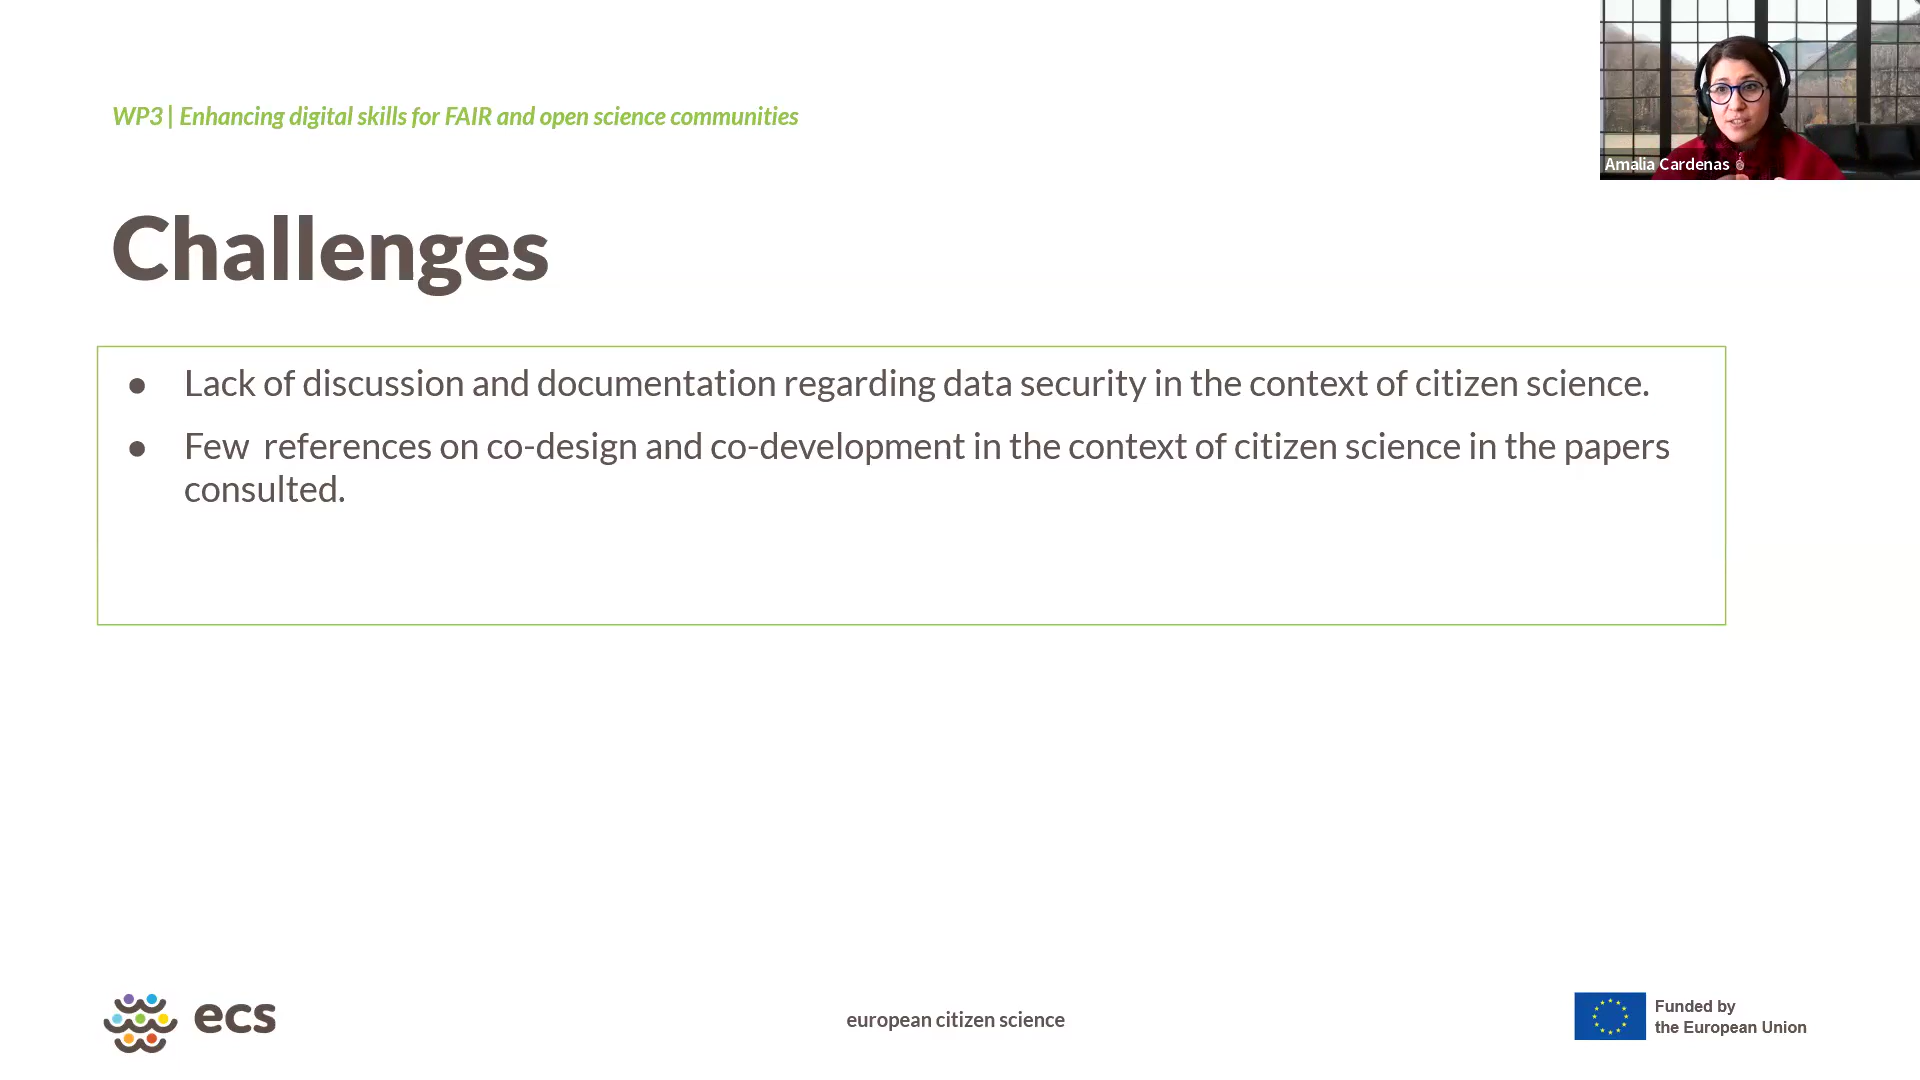 WP3 | Enhancing digital skills for FAIR and open science communities
Amalia Cardenas
Challenges
● Lack of discussion and documentation regarding data security in the context of citizen science.
● Few  references on co-design and co-development in the context of citizen science in the papers
consulted.
ecs
european citizen science
Funded by
the European Union